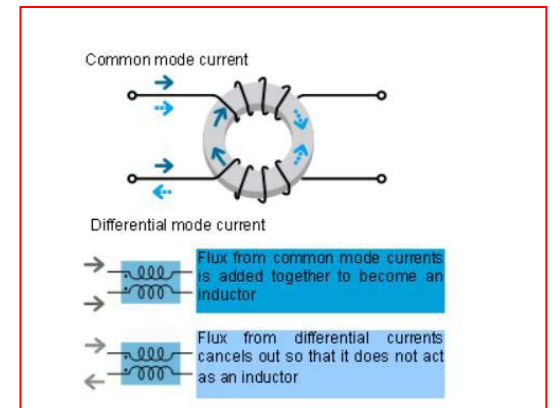 Common mode current
Differential mode current
Flux from common mode currents
is added together to become an
inductor
Flux from differential currents
cancels out so that it does not act
as an inductor